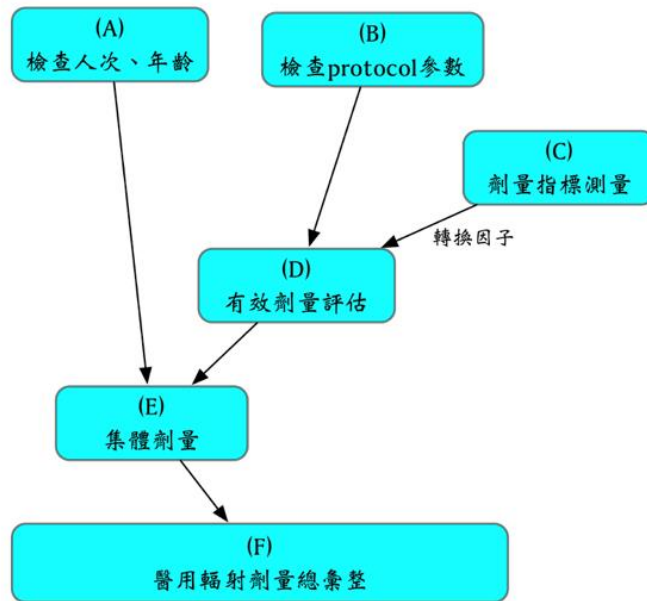 (A)
檢查人次、年齡
(B)
檢查protocol參數
(C)
劑量指標測量
轉換因子
(D)
有效劑量評估
(E)
集體劑量
(F)
醫用輻射劑量總彙整